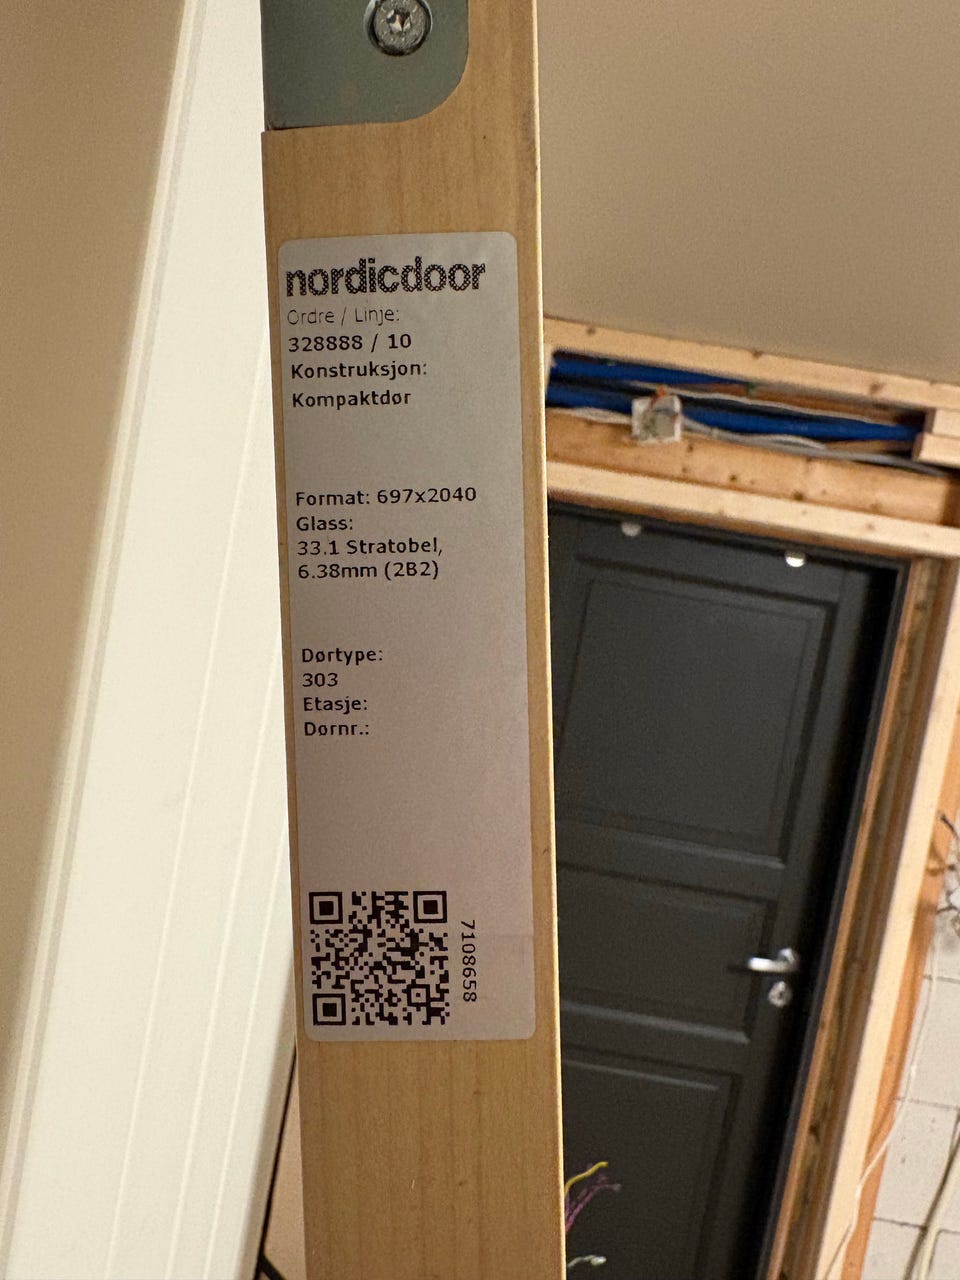 nordicdoor
Ordre / Linje:
328888 / 10
Konstruksjon:
Kompaktdør
Format: 697x2040
Glass:
33.1 Stratobel,
6.38mm (2B2)
Dørtype:
303
Etasje:
Dørnr.:
7108658